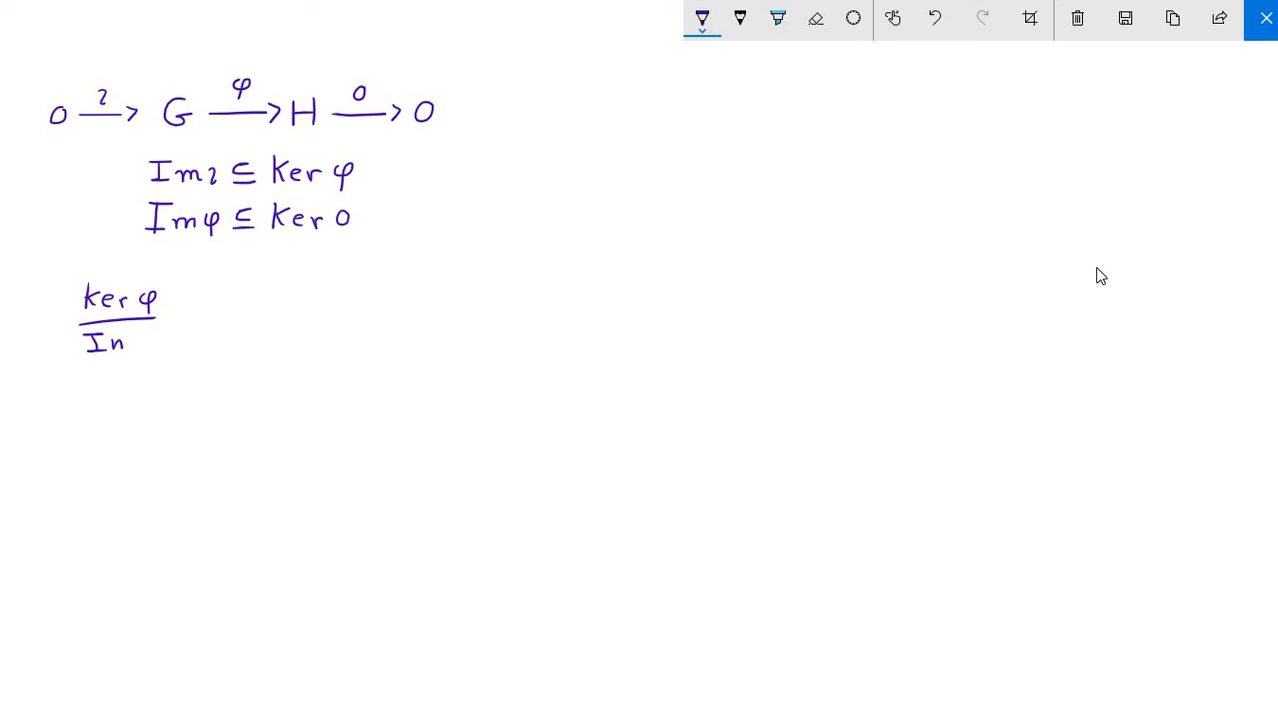 0 ⟶ι G ⟶φ H ⟶0 0
Im ι ⊆ Ker φ
Im φ ⊆ Ker 0
Ker φ
In